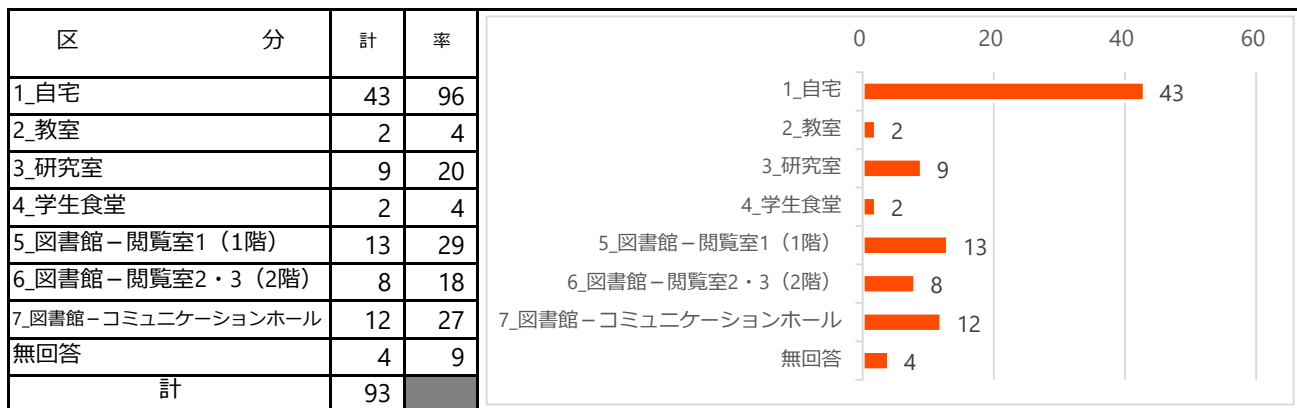 区 分 計 率
1_自宅 43 96
2_教室 2 4
3_研究室 9 20
4_学生食堂 2 4
5_図書館－閲覧室1（1階） 13 29
6_図書館－閲覧室2・3（2階） 8 18
7_図書館－コミュニケーションホール 12 27
無回答 4 9
計 93
0 20 40 60
1_自宅 43
2_教室 2
3_研究室 9
4_学生食堂 2
5_図書館－閲覧室1（1階） 13
6_図書館－閲覧室2・3（2階） 8
7_図書館－コミュニケーションホール 12
無回答 4